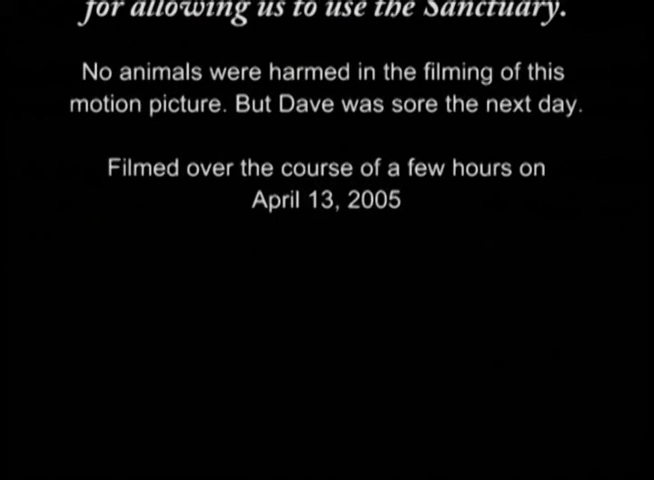 for allowing us to use the Sanctuary.
No animals were harmed in the filming of this
motion picture. But Dave was sore the next day.
Filmed over the course of a few hours on
April 13, 2005